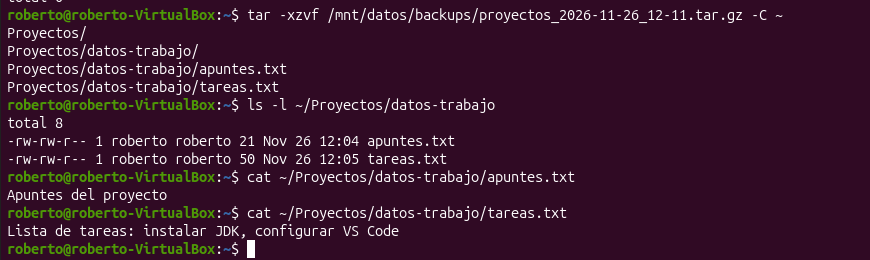 total 0
roberto@roberto-VirtualBox:~$ tar -xzvf /mnt/datos/backups/proyectos_2026-11-26_12-11.tar.gz -C ~
Proyectos/
Proyectos/datos-trabajo/
Proyectos/datos-trabajo/apuntes.txt
Proyectos/datos-trabajo/tareas.txt
roberto@roberto-VirtualBox:~$ ls -l ~/Proyectos/datos-trabajo
total 8
-rw-rw-r-- 1 roberto roberto 21 Nov 26 12:04 apuntes.txt
-rw-rw-r-- 1 roberto roberto 50 Nov 26 12:05 tareas.txt
roberto@roberto-VirtualBox:~$ cat ~/Proyectos/datos-trabajo/apuntes.txt
Apuntes del proyecto
roberto@roberto-VirtualBox:~$ cat ~/Proyectos/datos-trabajo/tareas.txt
Lista de tareas: instalar JDK, configurar VS Code
roberto@roberto-VirtualBox:~$